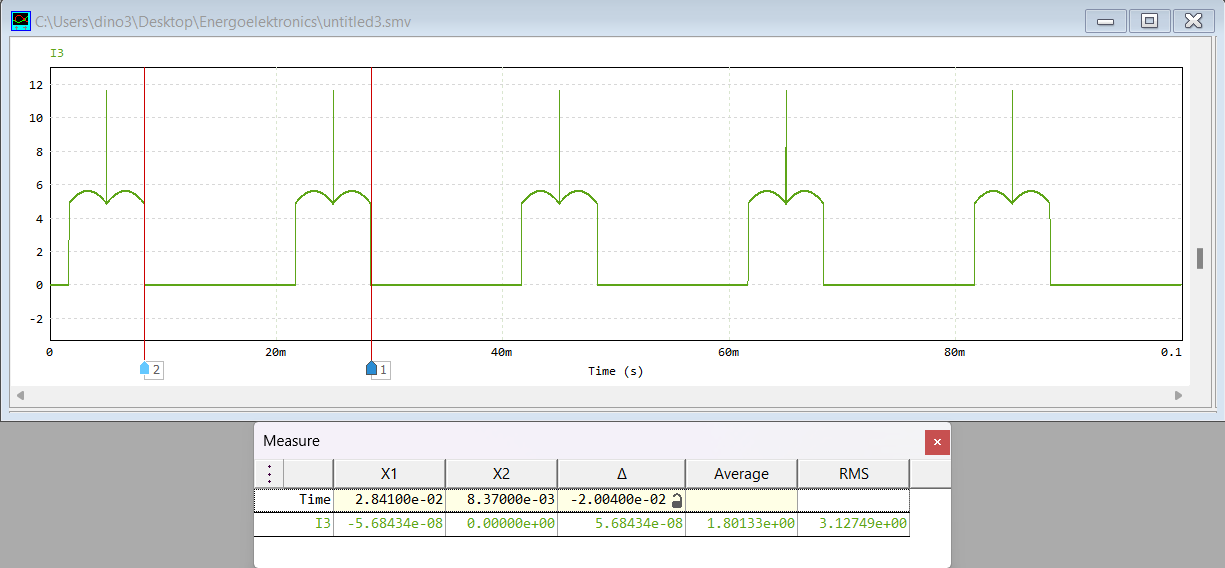 C:\Users\dino3\Desktop\Energoelektronics\untitled3.smv
I3
12
10
8
6
4
2
0
-2
0 20m 40m 60m 80m 0.1
2 1
Time (s)
Measure
X1 X2 Δ Average RMS
Time 2.84100e-02 8.37000e-03 -2.00400e-02
I3 -5.68434e-08 0.00000e+00 5.68434e-08 1.80133e+00 3.12749e+00